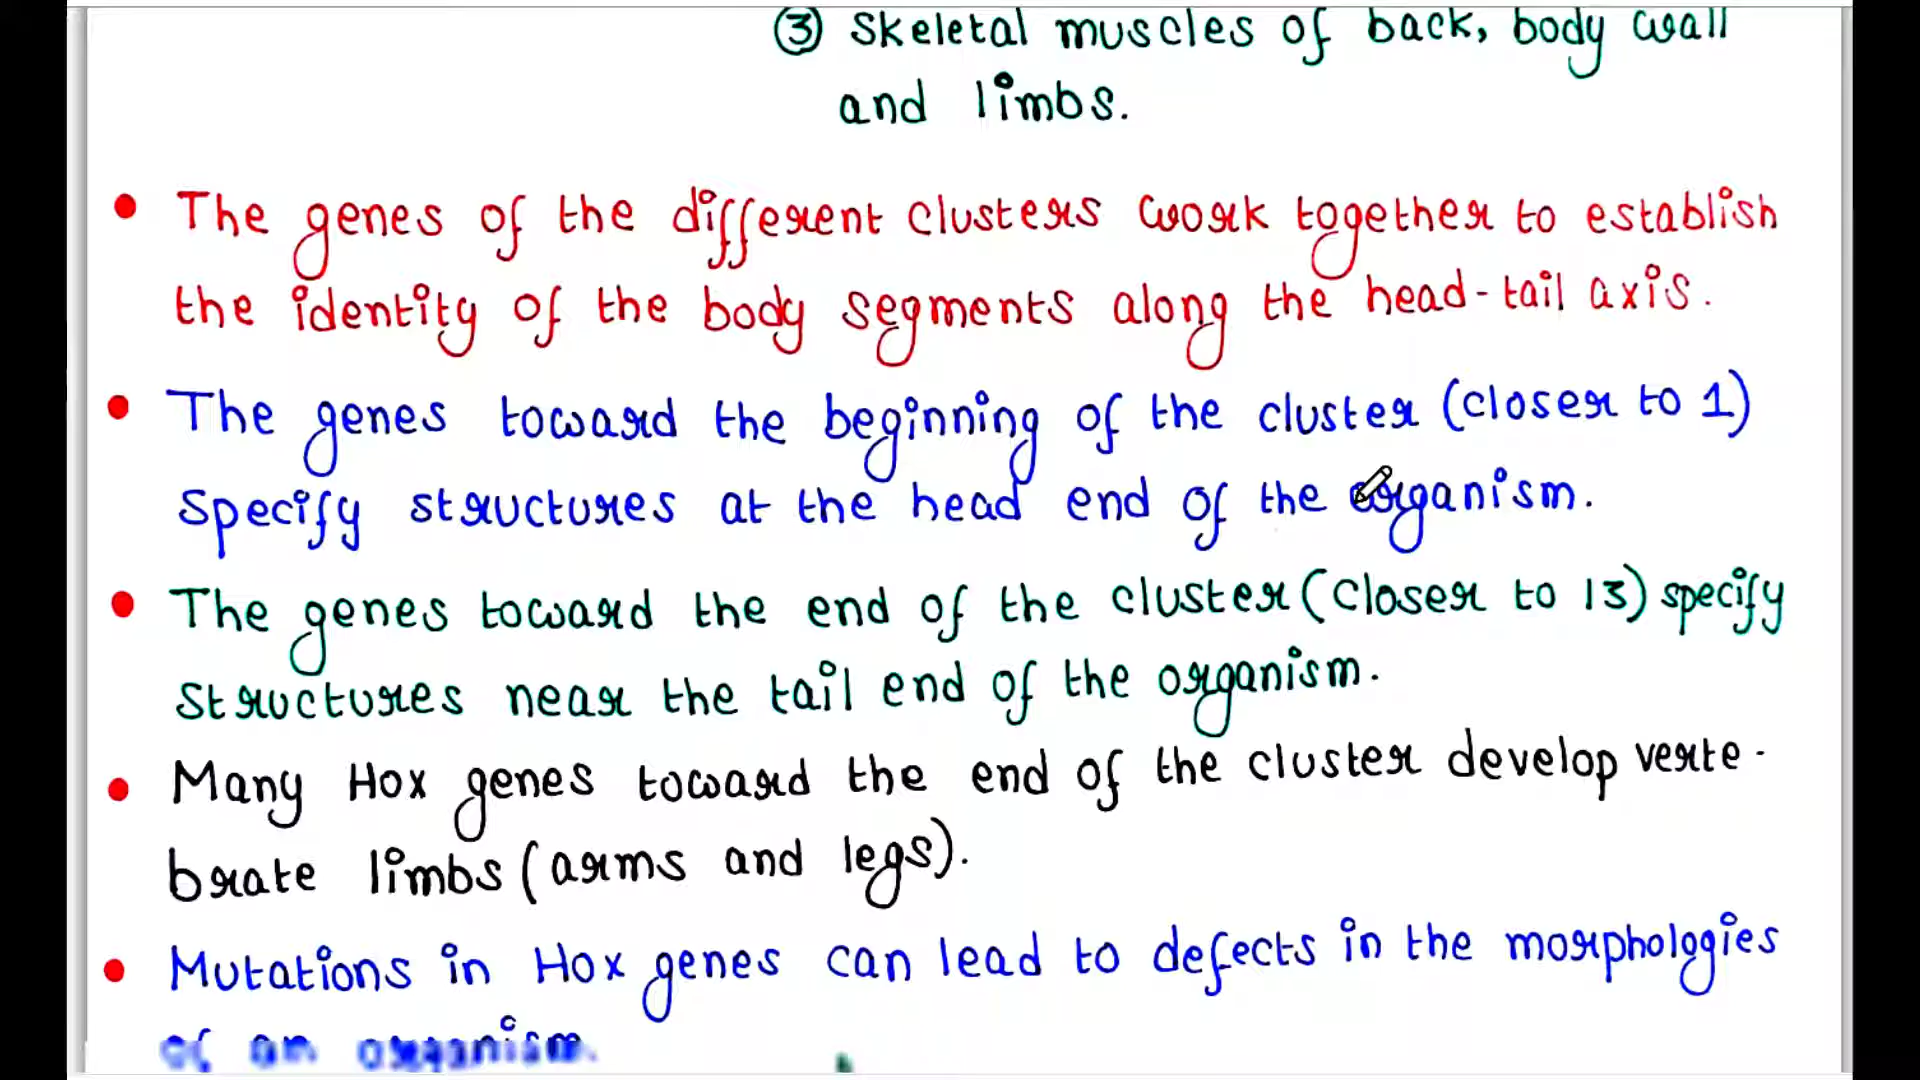 ③ Skeletal muscles of back, body wall
and limbs.
• The genes of the different clusters work together to establish
the identity of the body segments along the head-tail axis.
• The genes toward the beginning of the cluster (closer to 1)
specify structures at the head end of the organism.
• The genes toward the end of the cluster (closer to 13) specify
structures near the tail end of the organism.
• Many Hox genes toward the end of the cluster develop verte-
brate limbs (arms and legs).
• Mutations in Hox genes can lead to defects in the morphologies
of an organism.